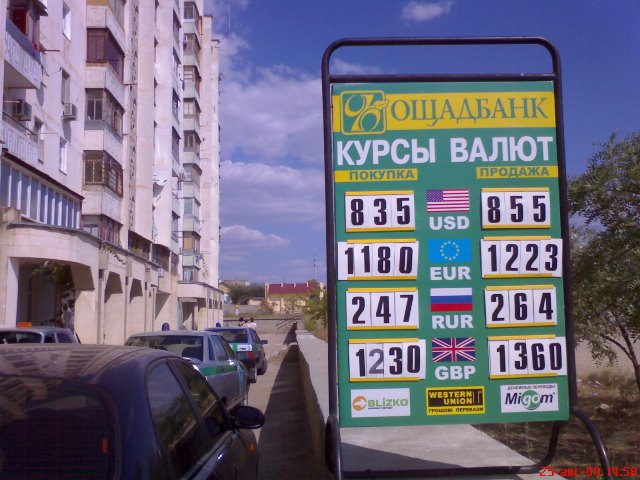 ОЩАДБАНК
КУРСЫ ВАЛЮТ
ПОКУПКА ПРОДАЖА
835 USD 855
1180 EUR 1223
247 RUR 264
1230 GBP 1360
BLIZKO WESTERN UNION ДЕНЕЖНЫЕ ПЕРЕВОДЫ
ГРОШОВІ ПЕРЕКАЗИ Migom
25-авг-09 14:58